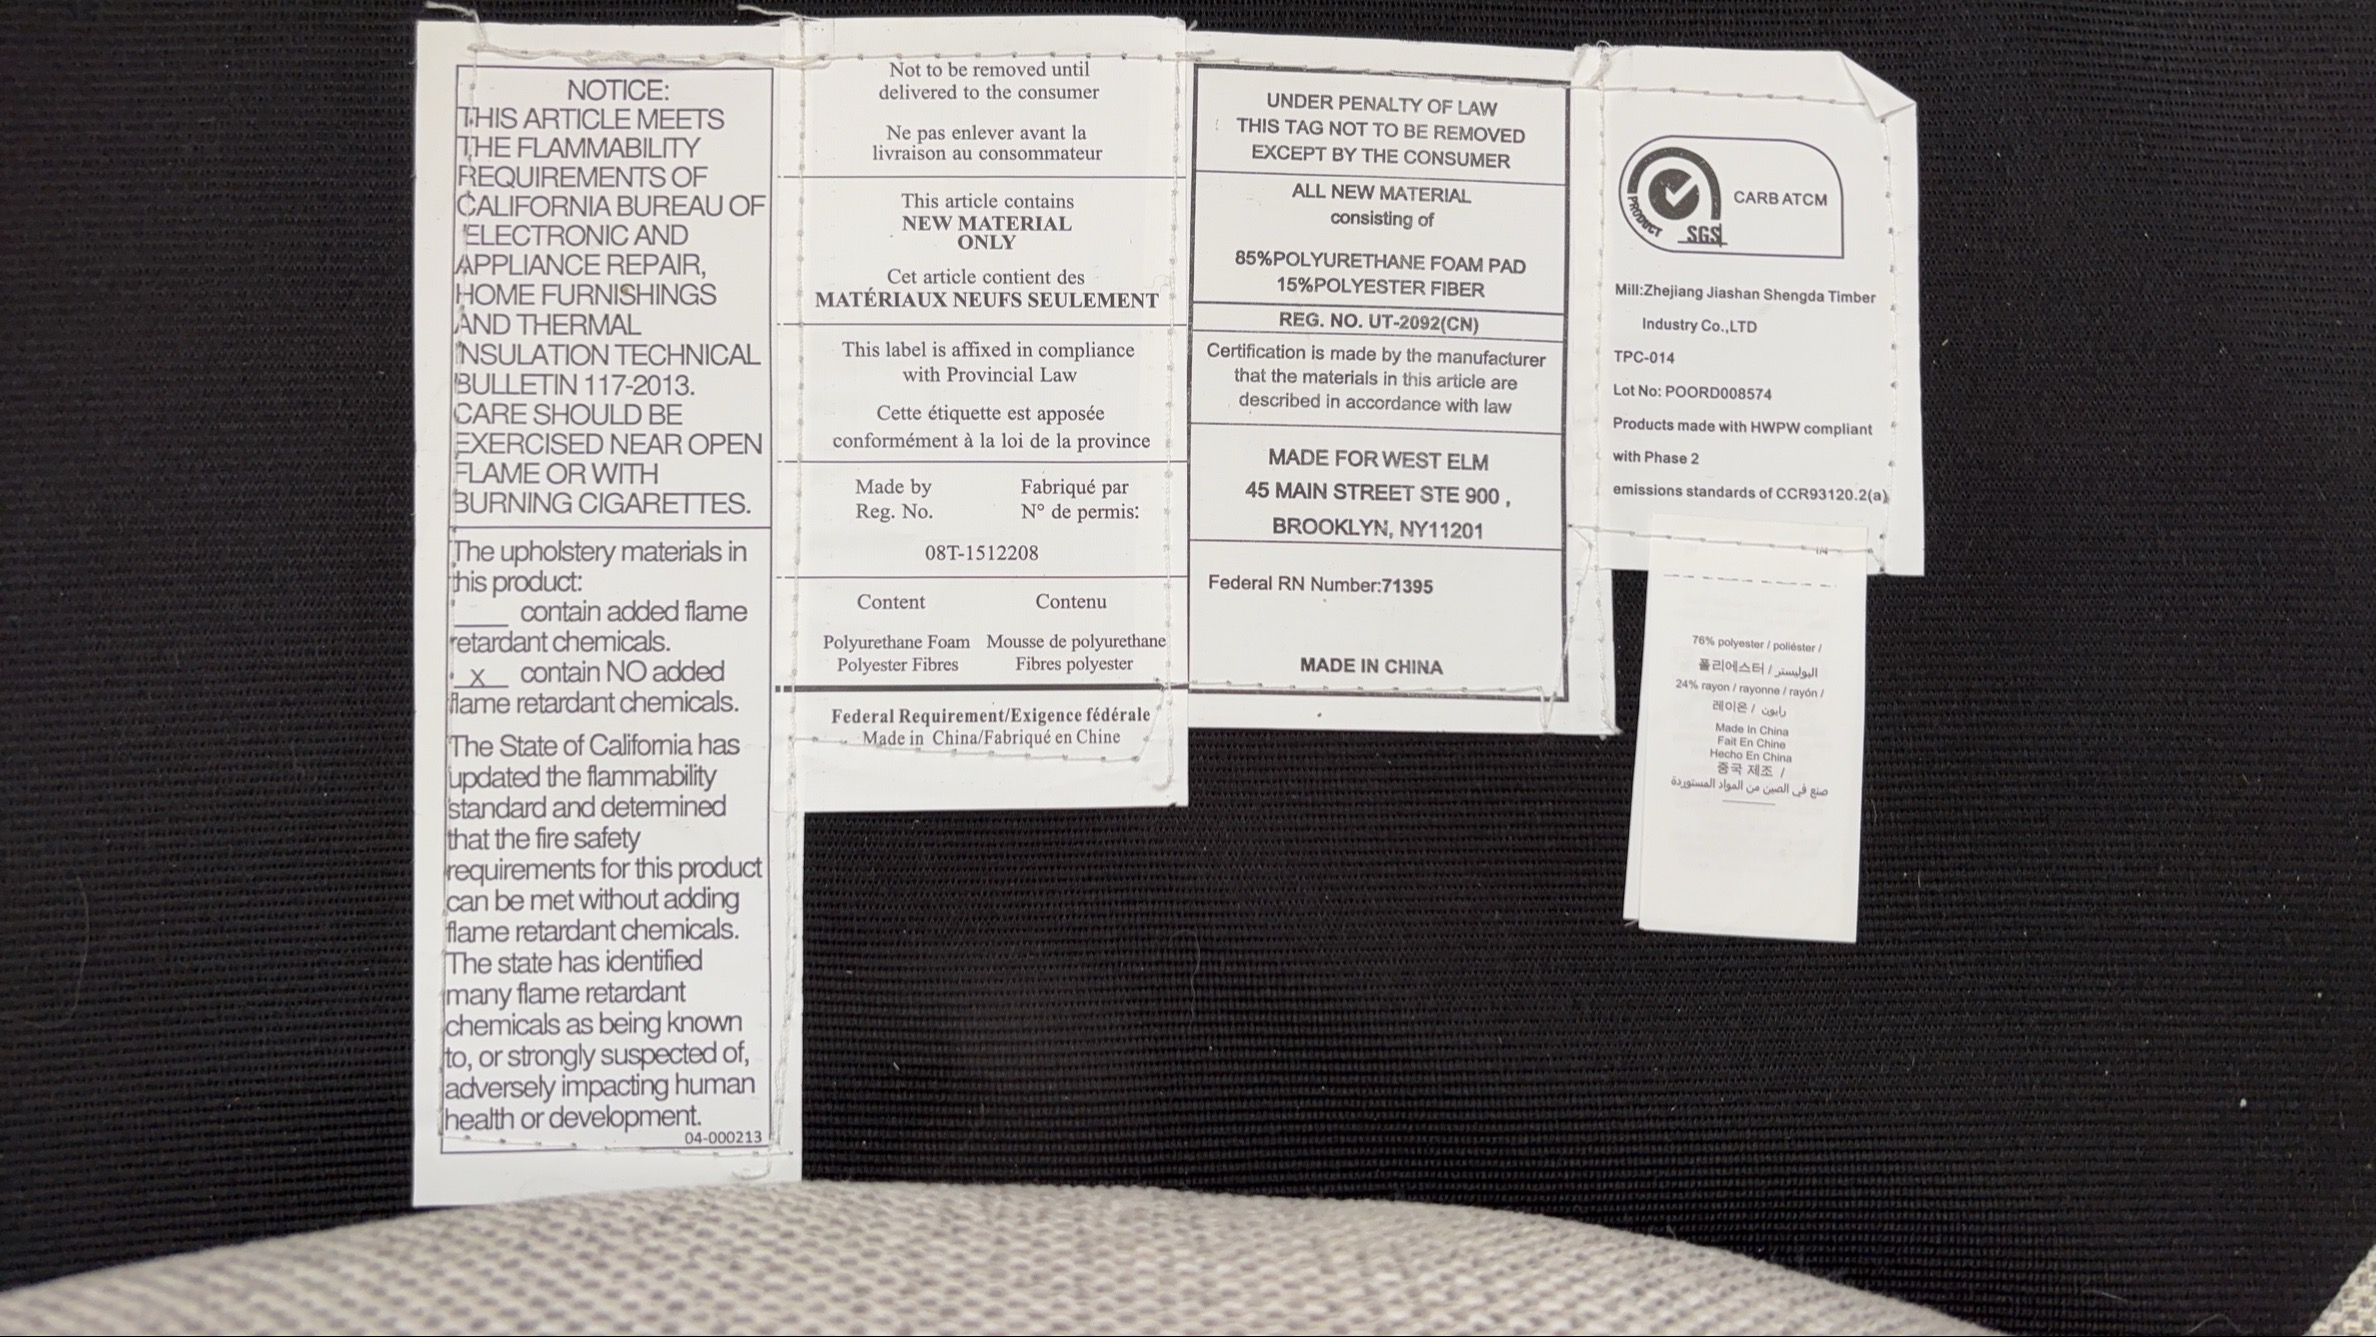 NOTICE:
THIS ARTICLE MEETS
THE FLAMMABILITY
REQUIREMENTS OF
CALIFORNIA BUREAU OF
ELECTRONIC AND
APPLIANCE REPAIR,
HOME FURNISHINGS
AND THERMAL
INSULATION TECHNICAL
BULLETIN 117-2013.
CARE SHOULD BE
EXERCISED NEAR OPEN
FLAME OR WITH
BURNING CIGARETTES.
The upholstery materials in
this product:
____ contain added flame
retardant chemicals.
_x_ contain NO added
flame retardant chemicals.
The State of California has
updated the flammability
standard and determined
that the fire safety
requirements for this product
can be met without adding
flame retardant chemicals.
The state has identified
many flame retardant
chemicals as being known
to, or strongly suspected of,
adversely impacting human
health or development.
04-000213
Not to be removed until
delivered to the consumer
Ne pas enlever avant la
livraison au consommateur
This article contains
NEW MATERIAL
ONLY
Cet article contient des
MATÉRIAUX NEUFS SEULEMENT
This label is affixed in compliance
with Provincial Law
Cette étiquette est apposée
conformément à la loi de la province
Made by Fabriqué par
Reg. No. N° de permis:
08T-1512208
Content Contenu
Polyurethane Foam Mousse de polyurethane
Polyester Fibres Fibres polyester
Federal Requirement/Exigence fédérale
Made in China/Fabriqué en Chine
UNDER PENALTY OF LAW
THIS TAG NOT TO BE REMOVED
EXCEPT BY THE CONSUMER
ALL NEW MATERIAL
consisting of
85%POLYURETHANE FOAM PAD
15%POLYESTER FIBER
REG. NO. UT-2092(CN)
Certification is made by the manufacturer
that the materials in this article are
described in accordance with law
MADE FOR WEST ELM
45 MAIN STREET STE 900 ,
BROOKLYN, NY11201
Federal RN Number:71395
MADE IN CHINA
PRODUCT
SGS
CARB ATCM
Mill:Zhejiang Jiashan Shengda Timber
Industry Co.,LTD
TPC-014
Lot No: POORD008574
Products made with HWPW compliant
with Phase 2
emissions standards of CCR93120.2(a)
76% polyester / poliéster /
폴리에스터 / البوليستر
24% rayon / rayonne / rayón /
레이온 / رايون
Made In China
Fait En Chine
Hecho En China
중국 제조 /
صنع في الصين من المواد المستوردة